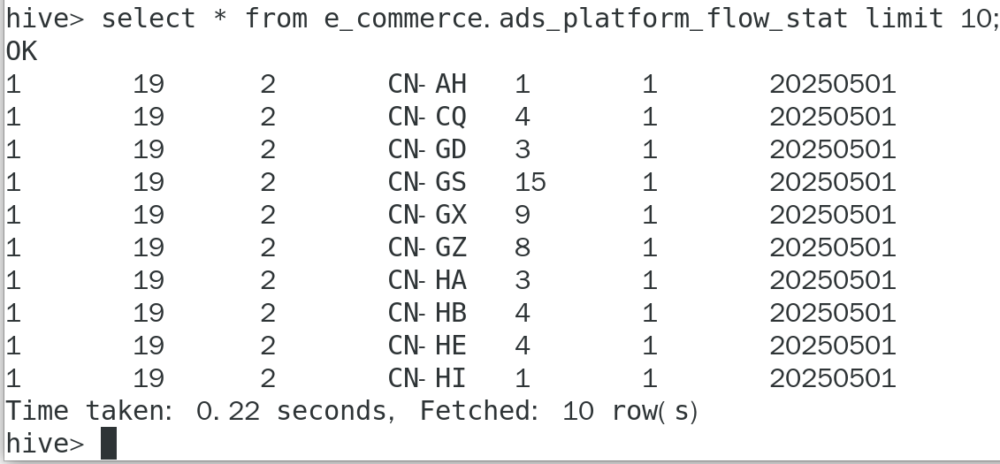 hive> select * from e_commerce.ads_platform_flow_stat limit 10;
OK
1 19 2 CN-AH 1 1 20250501
1 19 2 CN-CQ 4 1 20250501
1 19 2 CN-GD 3 1 20250501
1 19 2 CN-GS 15 1 20250501
1 19 2 CN-GX 9 1 20250501
1 19 2 CN-GZ 8 1 20250501
1 19 2 CN-HA 3 1 20250501
1 19 2 CN-HB 4 1 20250501
1 19 2 CN-HE 4 1 20250501
1 19 2 CN-HI 1 1 20250501
Time taken: 0.22 seconds, Fetched: 10 row(s)
hive>